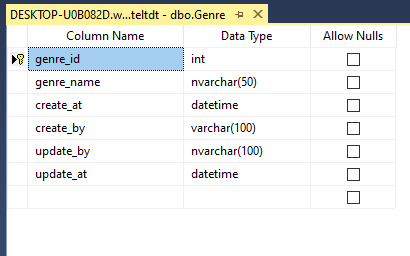 DESKTOP-U0B082D.w...teltdt - dbo.Genre
Column Name Data Type Allow Nulls
genre_id int
genre_name nvarchar(50)
create_at datetime
create_by varchar(100)
update_by nvarchar(100)
update_at datetime